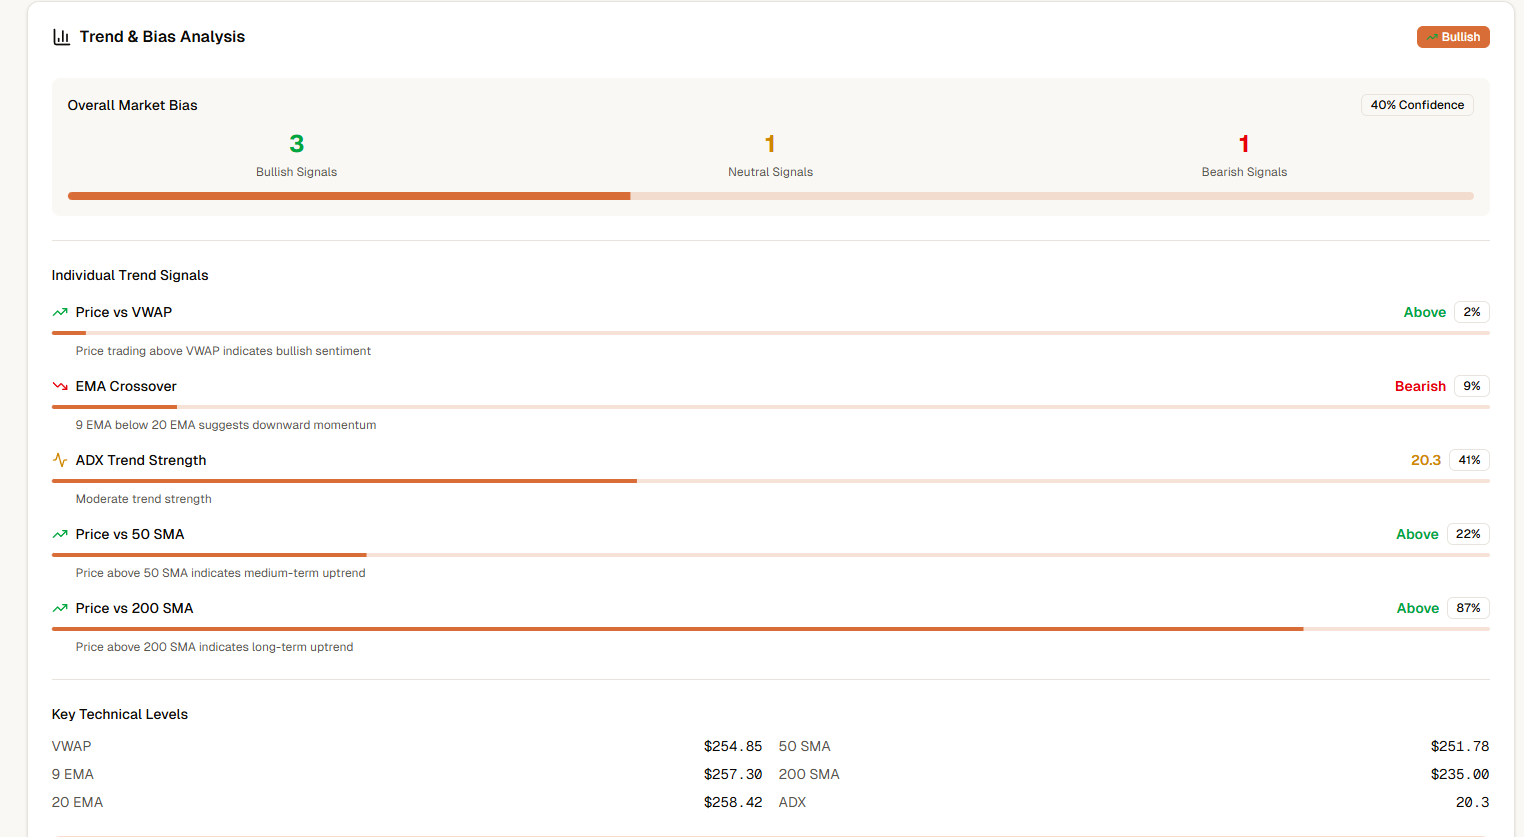 Trend & Bias Analysis
Bullish
Overall Market Bias
40% Confidence
3
1
1
Bullish Signals
Neutral Signals
Bearish Signals
Individual Trend Signals
Price vs VWAP
Above 2%
Price trading above VWAP indicates bullish sentiment
EMA Crossover
Bearish 9%
9 EMA below 20 EMA suggests downward momentum
ADX Trend Strength
20.3 41%
Moderate trend strength
Price vs 50 SMA
Above 22%
Price above 50 SMA indicates medium-term uptrend
Price vs 200 SMA
Above 87%
Price above 200 SMA indicates long-term uptrend
Key Technical Levels
VWAP $254.85 50 SMA $251.78
9 EMA $257.30 200 SMA $235.00
20 EMA $258.42 ADX 20.3